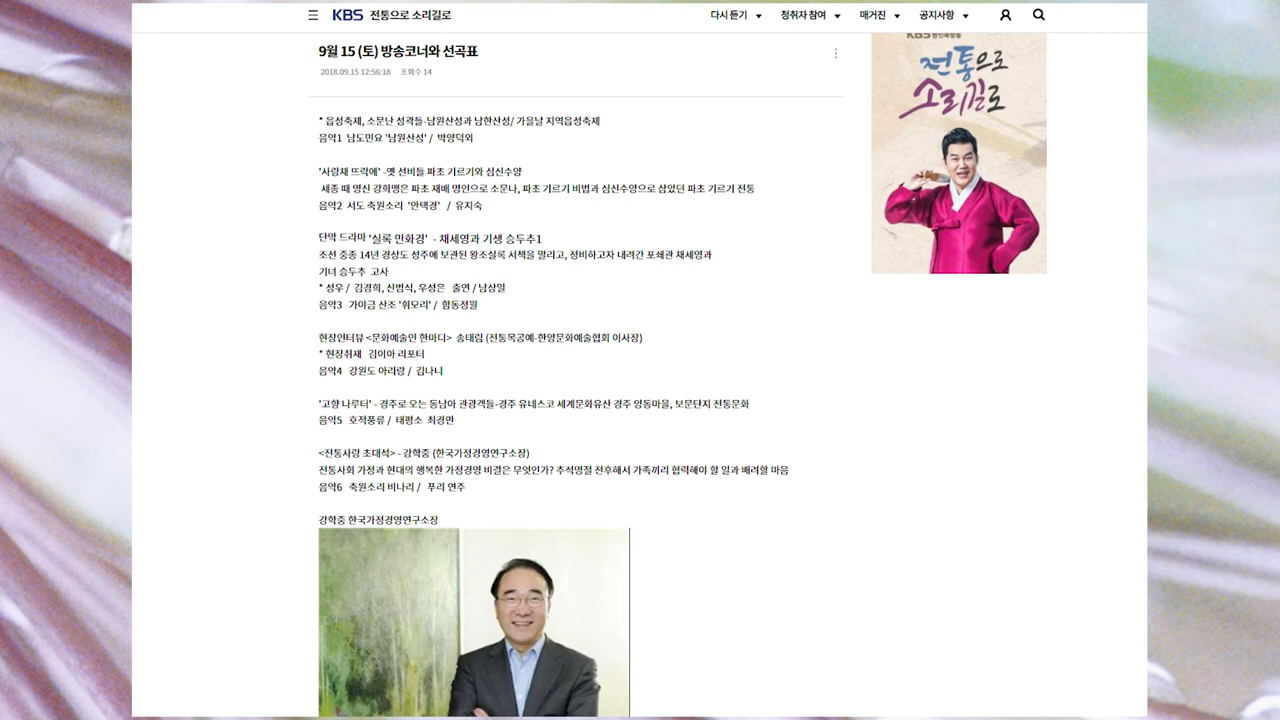 KBS 전통으로 소리길로
다시 듣기
청취자 참여
매거진
공지사항
9월 15 (토) 방송코너와 선곡표
2018.09.15 12:56:18 조회수 14
* 읍성축제, 소문난 성곽들-남원산성과 남한산성/ 가을날 지역읍성축제
음악1 남도민요 '남원산성' / 박양덕외
'사랑채 뜨락에' -옛 선비들 파초 기르기와 심신수양
세종 때 명신 강희맹은 파초 재배 명인으로 소문나, 파초 기르기 비법과 심신수양으로 삼았던 파초 기르기 전통
음악2 서도 축원소리 '안택경' / 유지숙
단막 드라마 '실록 만화경' - 채세영과 기생 승두추1
조선 중종 14년 경상도 성주에 보관된 왕조실록 서책을 말리고, 정비하고자 내려간 포쇄관 채세영과
기녀 승두추 고사
* 성우 / 김경희, 신범식, 우성은 출연 / 남상일
음악3 가야금 산조 '휘모리' / 함동정월
현장인터뷰 <문화예술인 한마디> 송태림 (전통목공예-한양문화예술협회 이사장)
* 현장취재 김이아 리포터
음악4 강원도 아리랑 / 김나니
'고향 나루터' - 경주로 오는 동남아 관광객들-경주 유네스코 세계문화유산 경주 양동마을, 보문단지 전통문화
음악5 호적풍류 / 태평소 최경만
<전통사랑 초대석> - 강학중 (한국가정경영연구소장)
전통사회 가정과 현대의 행복한 가정경영 비결은 무엇인가? 추석명절 전후해서 가족끼리 협력해야 할 일과 배려할 마음
음악6 축원소리 비나리 / 푸리 연주
강학중 한국가정경영연구소장
KBS 한민족방송
전통으로
소리길로